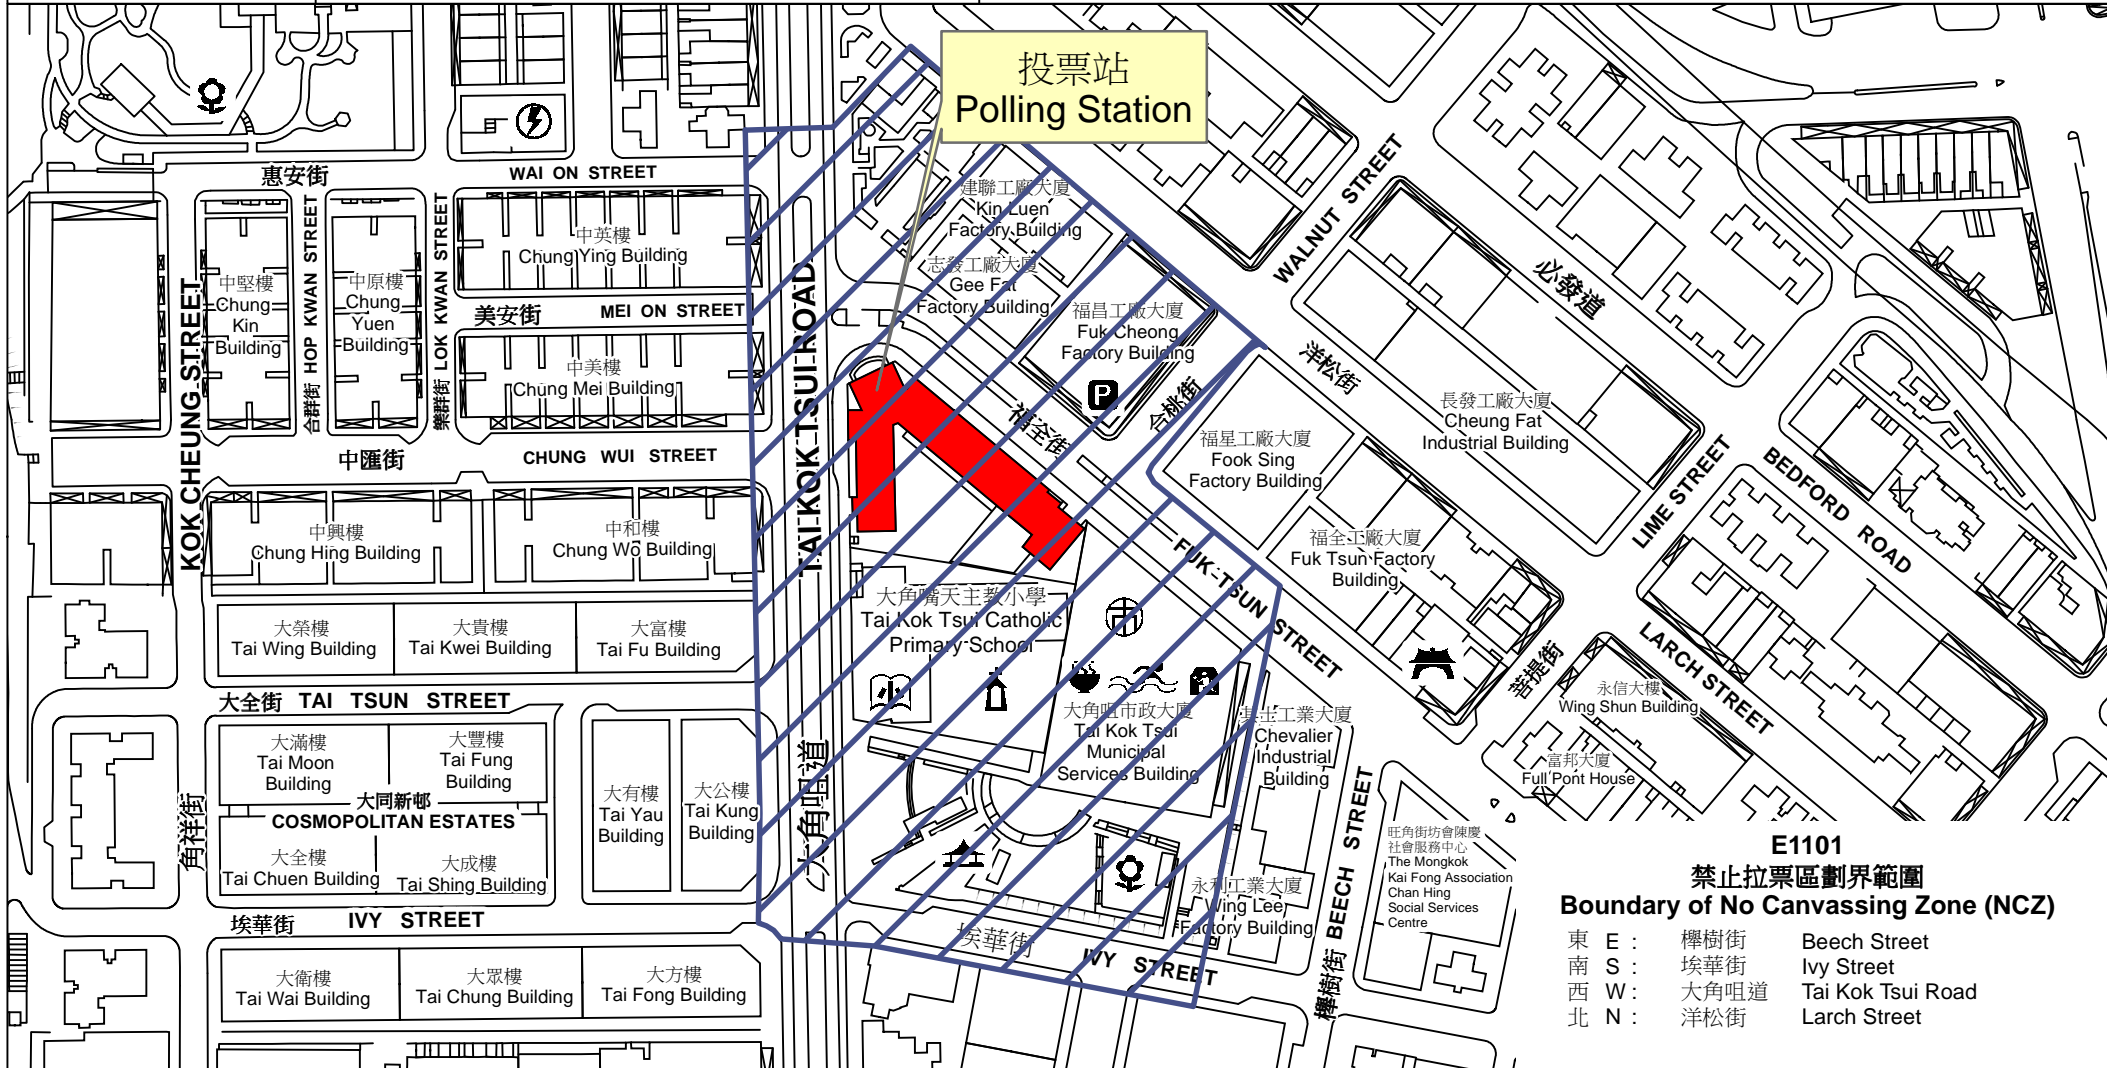 投票站
Polling Station
惠安街
WAI ON STREET
建聯工廠大廈
Kin Luen
Factory Building
WALNUT STREET
中英樓
Chung Ying Building
志發工廠大廈
Gee Fat
Factory Building
必發道
中堅樓
Chung
Kin
Building
合群街 HOP KWAN STREET
中原樓
Chung
Yuen
Building
樂群街 LOK KWAN STREET
KOK CHEUNG STREET
美安街
MEI ON STREET
福昌工廠大廈
Fuk Cheong
Factory Building
P
合桃街
洋松街
中美樓
Chung Mei Building
TAI KOK TSUI ROAD
福全街
長發工廠大廈
Cheung Fat
Industrial Building
福星工廠大廈
Fook Sing
Factory Building
中匯街
CHUNG WUI STREET
LIME STREET
BEDFORD ROAD
中興樓
Chung Hing Building
中和樓
Chung Wo Building
福全工廠大廈
Fuk Tsun Factory
Building
FUK TSUN STREET
大角嘴天主教小學
Tai Kok Tsui Catholic
Primary School
市
小
大榮樓
Tai Wing Building
大貴樓
Tai Kwei Building
大富樓
Tai Fu Building
LARCH STREET
菩提街
永信大樓
Wing Shun Building
大全街 TAI TSUN STREET
大角咀市政大廈
Tai Kok Tsui
Municipal
Services Building
其士工業大廈
Chevalier
Industrial
Building
富邦大廈
Full Pont House
大滿樓
Tai Moon
Building
大豐樓
Tai Fung
Building
大同新邨
COSMOPOLITAN ESTATES
大全樓
Tai Chuen Building
大成樓
Tai Shing Building
大有樓
Tai Yau
Building
大公樓
Tai Kung
Building
大角咀道
角祥街
旺角街坊會陳慶
社會服務中心
The Mongkok
Kai Fong Association
Chan Hing
Social Services
Centre
永利工業大廈
Wing Lee
Factory Building
櫸樹街 BEECH STREET
埃華街
IVY STREET
埃華街
IVY STREET
大衛樓
Tai Wai Building
大眾樓
Tai Chung Building
大方樓
Tai Fong Building
E1101
禁止拉票區劃界範圍
Boundary of No Canvassing Zone (NCZ)
東 E : 櫸樹街 Beech Street
南 S : 埃華街 Ivy Street
西 W : 大角咀道 Tai Kok Tsui Road
北 N : 洋松街 Larch Street